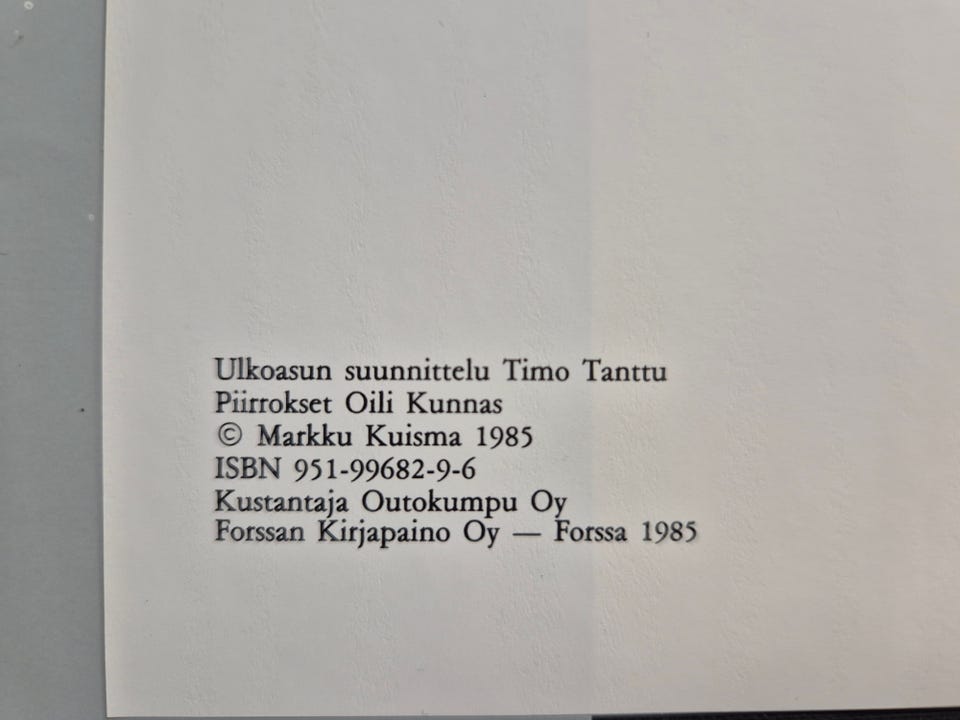 Ulkoasun suunnittelu Timo Tanttu
Piirrokset Oili Kunnas
© Markku Kuisma 1985
ISBN 951-99682-9-6
Kustantaja Outokumpu Oy
Forssan Kirjapaino Oy — Forssa 1985